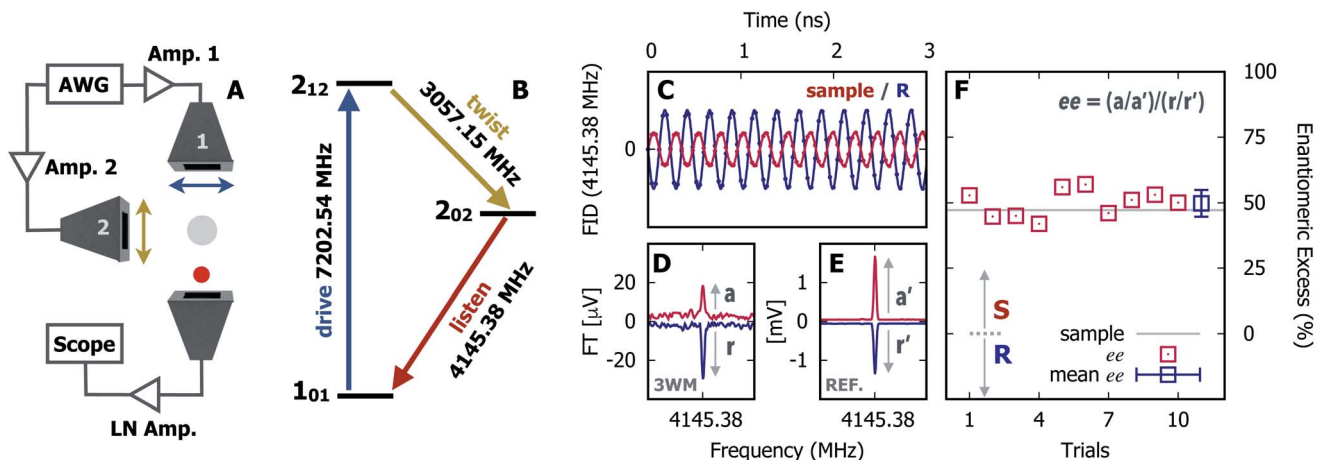 A
AWG
Amp. 1
1
Amp. 2
2
Scope
LN Amp.
B
2₁₂
twist
3057.15 MHz
2₀₂
drive 7202.54 MHz
listen
4145.38 MHz
1₀₁
Time (ns)
0 1 2 3
C
sample / R
FID (4145.38 MHz)
0
D
FT [μV]
20
0
-20
a
r
3WM
4145.38
E
[mV]
1
0
-1
a′
r′
REF.
4145.38
Frequency (MHz)
F
ee = (a/a′)/(r/r′)
100
75
50
25
0
Enantiomeric Excess (%)
S
R
sample
ee
mean ee
1 4 7 10
Trials